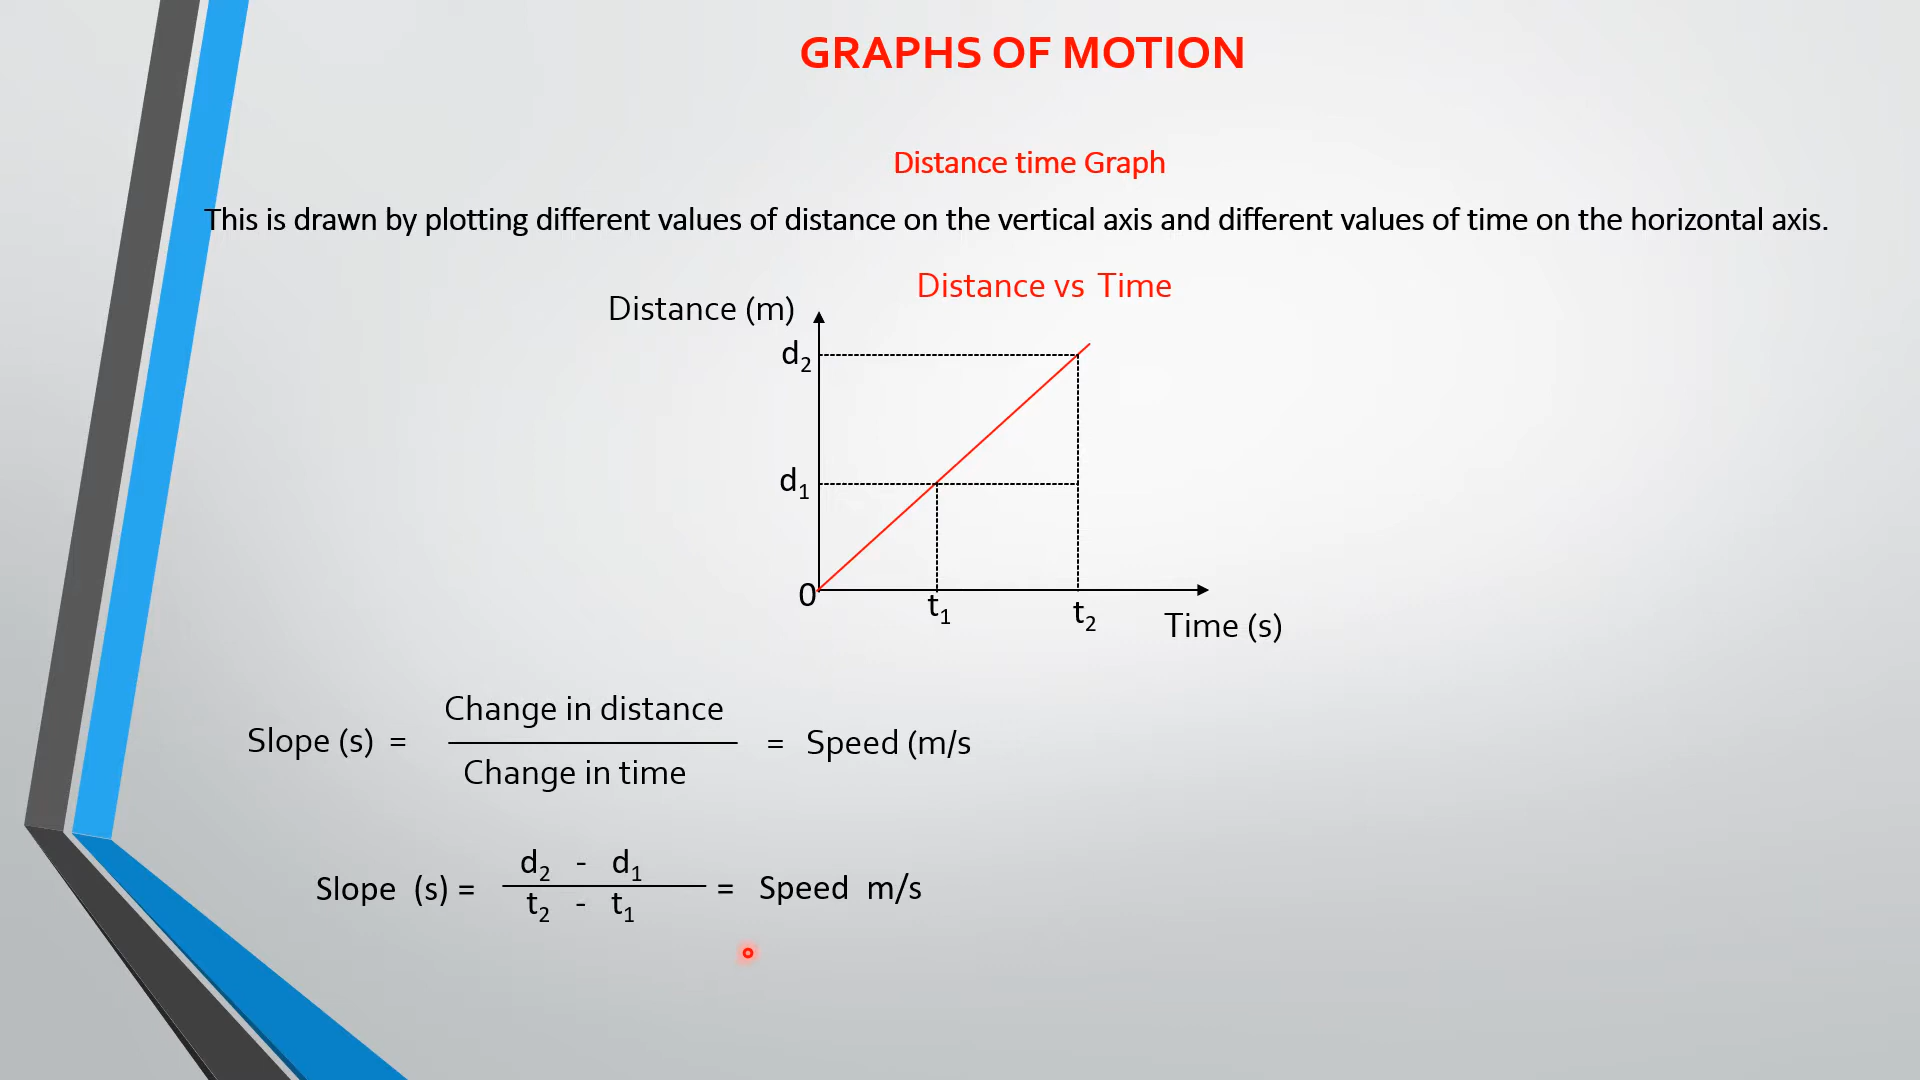 GRAPHS OF MOTION
Distance time Graph
This is drawn by plotting different values of distance on the vertical axis and different values of time on the horizontal axis.
Distance vs Time
Distance (m)
d₂
d₁
0
t₁
t₂
Time (s)
Change in distance
Slope (s) = = Speed (m/s
Change in time
d₂ - d₁
Slope (s) = = Speed m/s
t₂ - t₁